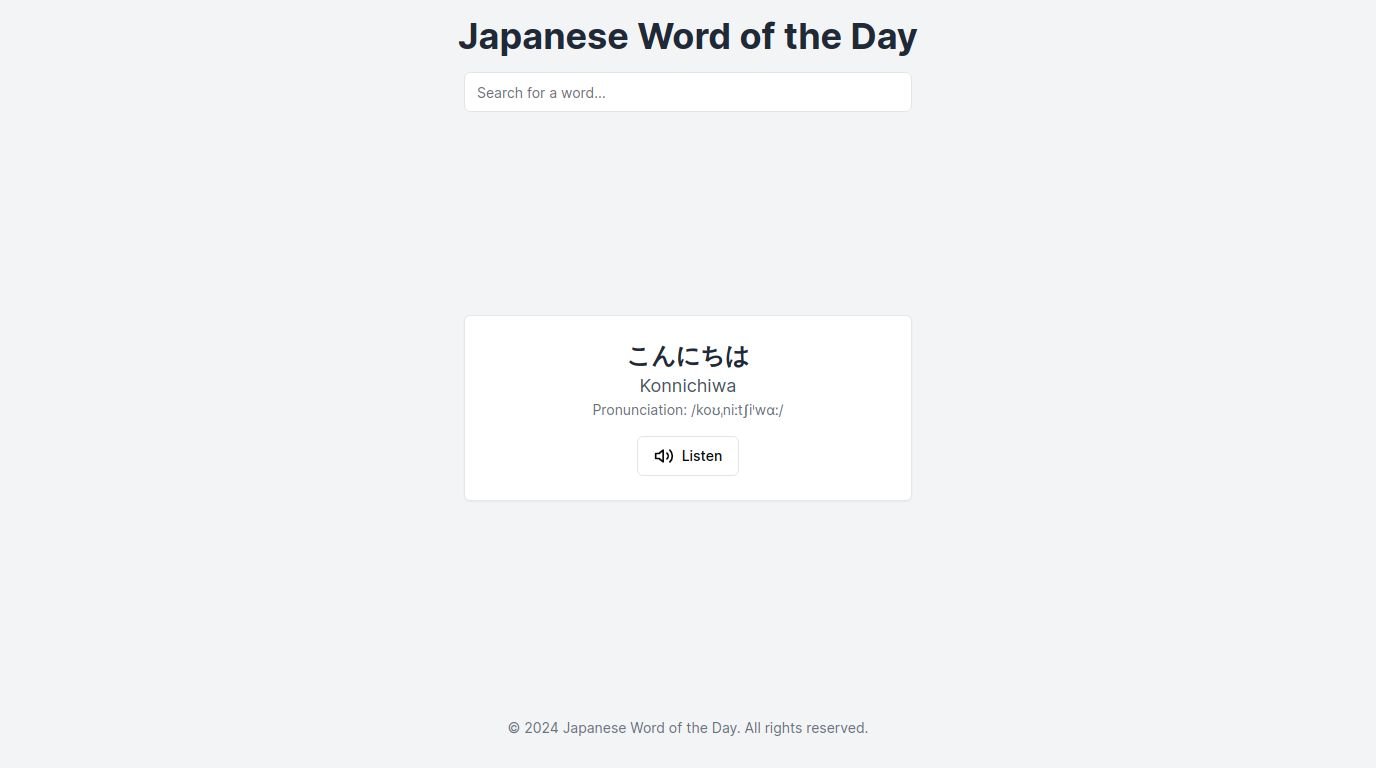 Japanese Word of the Day
Search for a word...
こんにちは
Konnichiwa
Pronunciation: /koʊˌniːtʃiˈwɑː/
Listen
© 2024 Japanese Word of the Day. All rights reserved.